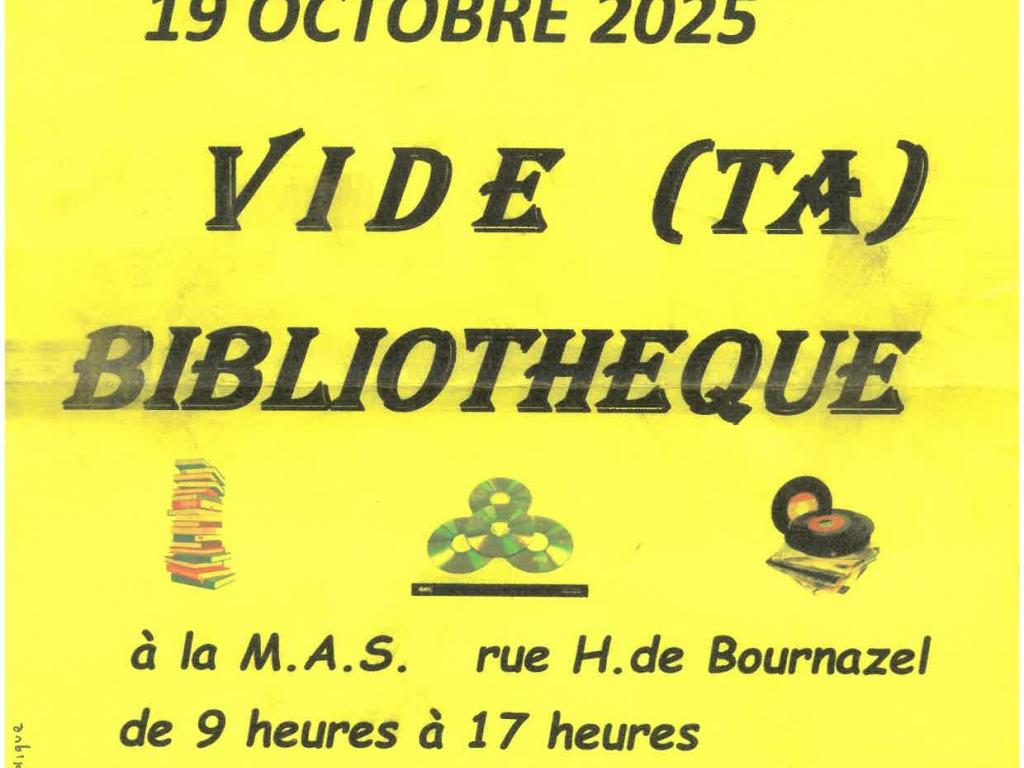 19 OCTOBRE 2025
VIDE (TA)
BIBLIOTHEQUE
à la M.A.S. rue H.de Bournazel
de 9 heures à 17 heures